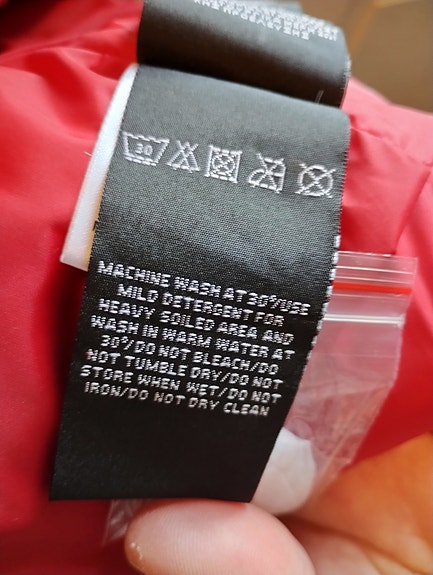 30
MACHINE WASH AT 30°/USE
MILD DETERGENT FOR
HEAVY SOILED AREA AND
WASH IN WARM WATER AT
30°/DO NOT BLEACH/DO
NOT TUMBLE DRY/DO NOT
STORE WHEN WET/DO NOT
IRON/DO NOT DRY CLEAN